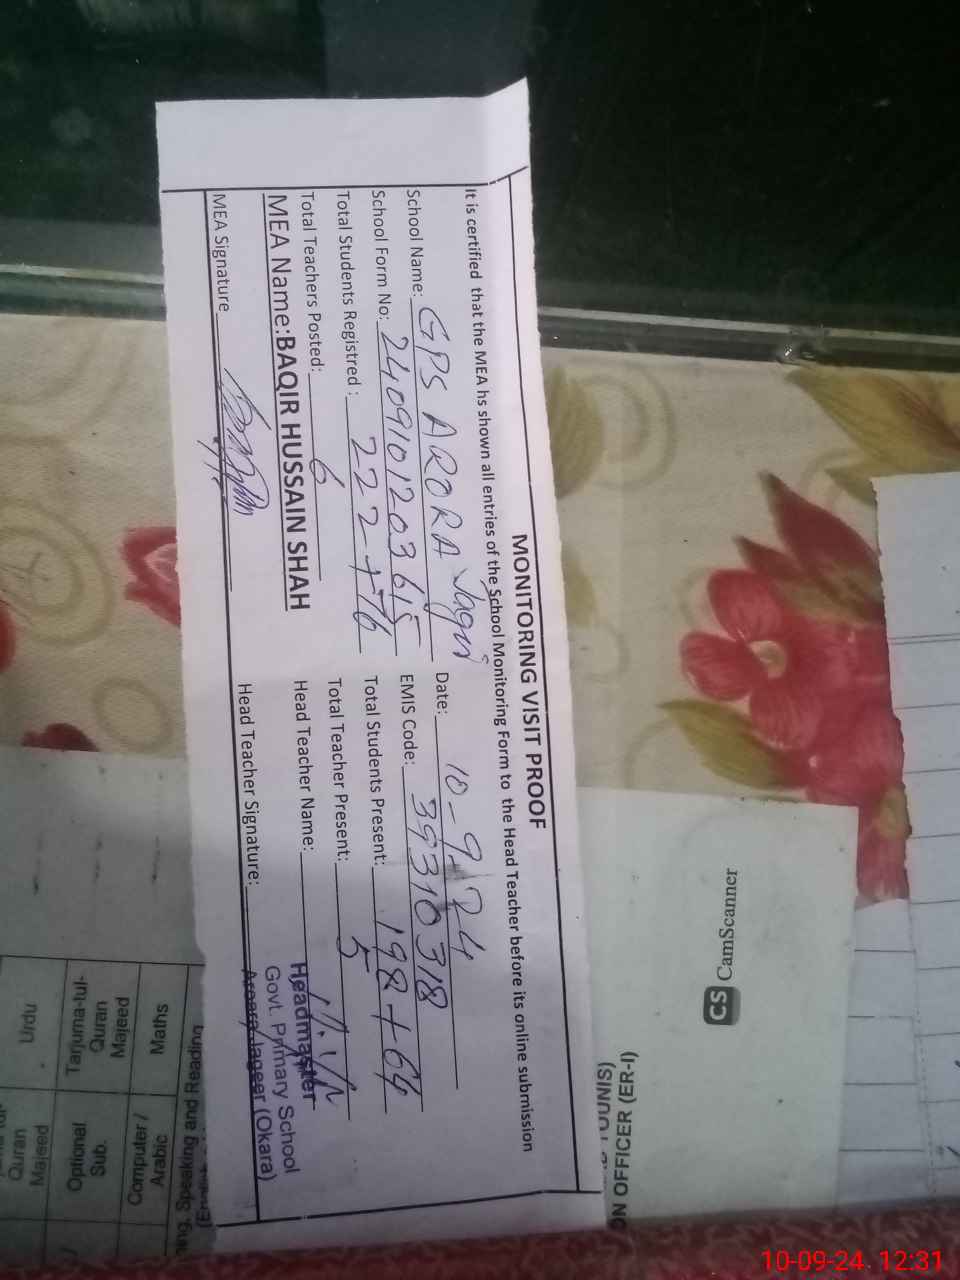 MONITORING VISIT PROOF
It is certified that the MEA hs shown all entries of the School Monitoring Form to the Head Teacher before its online submission
School Name: GPS ARORA Jagir Date: 10-9-24
School Form No: 2409101203615 EMIS Code: 39310318
Total Students Registred : 222+76 Total Students Present: 198+64
Total Teachers Posted: 6 Total Teacher Present: 5
MEA Name:BAQIR HUSSAIN SHAH Head Teacher Name:
MEA Signature Head Teacher Signature:
Headmaster
Govt. Primary School
Jageer (Okara)
CS CamScanner
ON OFFICER (ER-I)
Speaking and Reading
Maths
Computer /
Arabic
Tarjuma-tul-
Quran
Majeed
Optional
Sub.
Urdu
Quran
Majeed
10-09-24 12:31